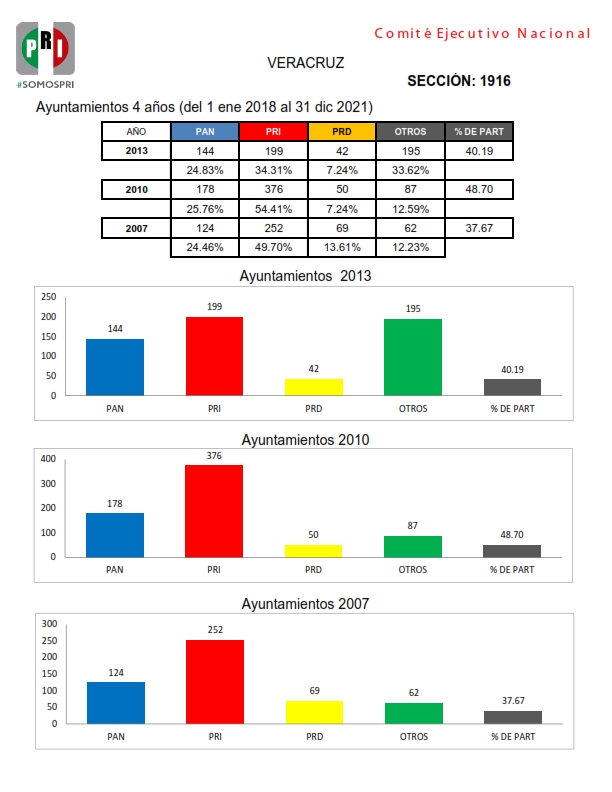 Comité Ejecutivo Nacional
PRI
#SOMOSPRI
VERACRUZ
SECCIÓN: 1916
Ayuntamientos 4 años (del 1 ene 2018 al 31 dic 2021)
AÑO PAN PRI PRD OTROS % DE PART
2013 144 199 42 195 40.19
24.83% 34.31% 7.24% 33.62%
2010 178 376 50 87 48.70
25.76% 54.41% 7.24% 12.59%
2007 124 252 69 62 37.67
24.46% 49.70% 13.61% 12.23%
Ayuntamientos 2013
250
200
150
100
50
0
144 199 42 195 40.19
PAN PRI PRD OTROS % DE PART
Ayuntamientos 2010
400
300
200
100
0
178 376 50 87 48.70
PAN PRI PRD OTROS % DE PART
Ayuntamientos 2007
300
250
200
150
100
50
0
124 252 69 62 37.67
PAN PRI PRD OTROS % DE PART